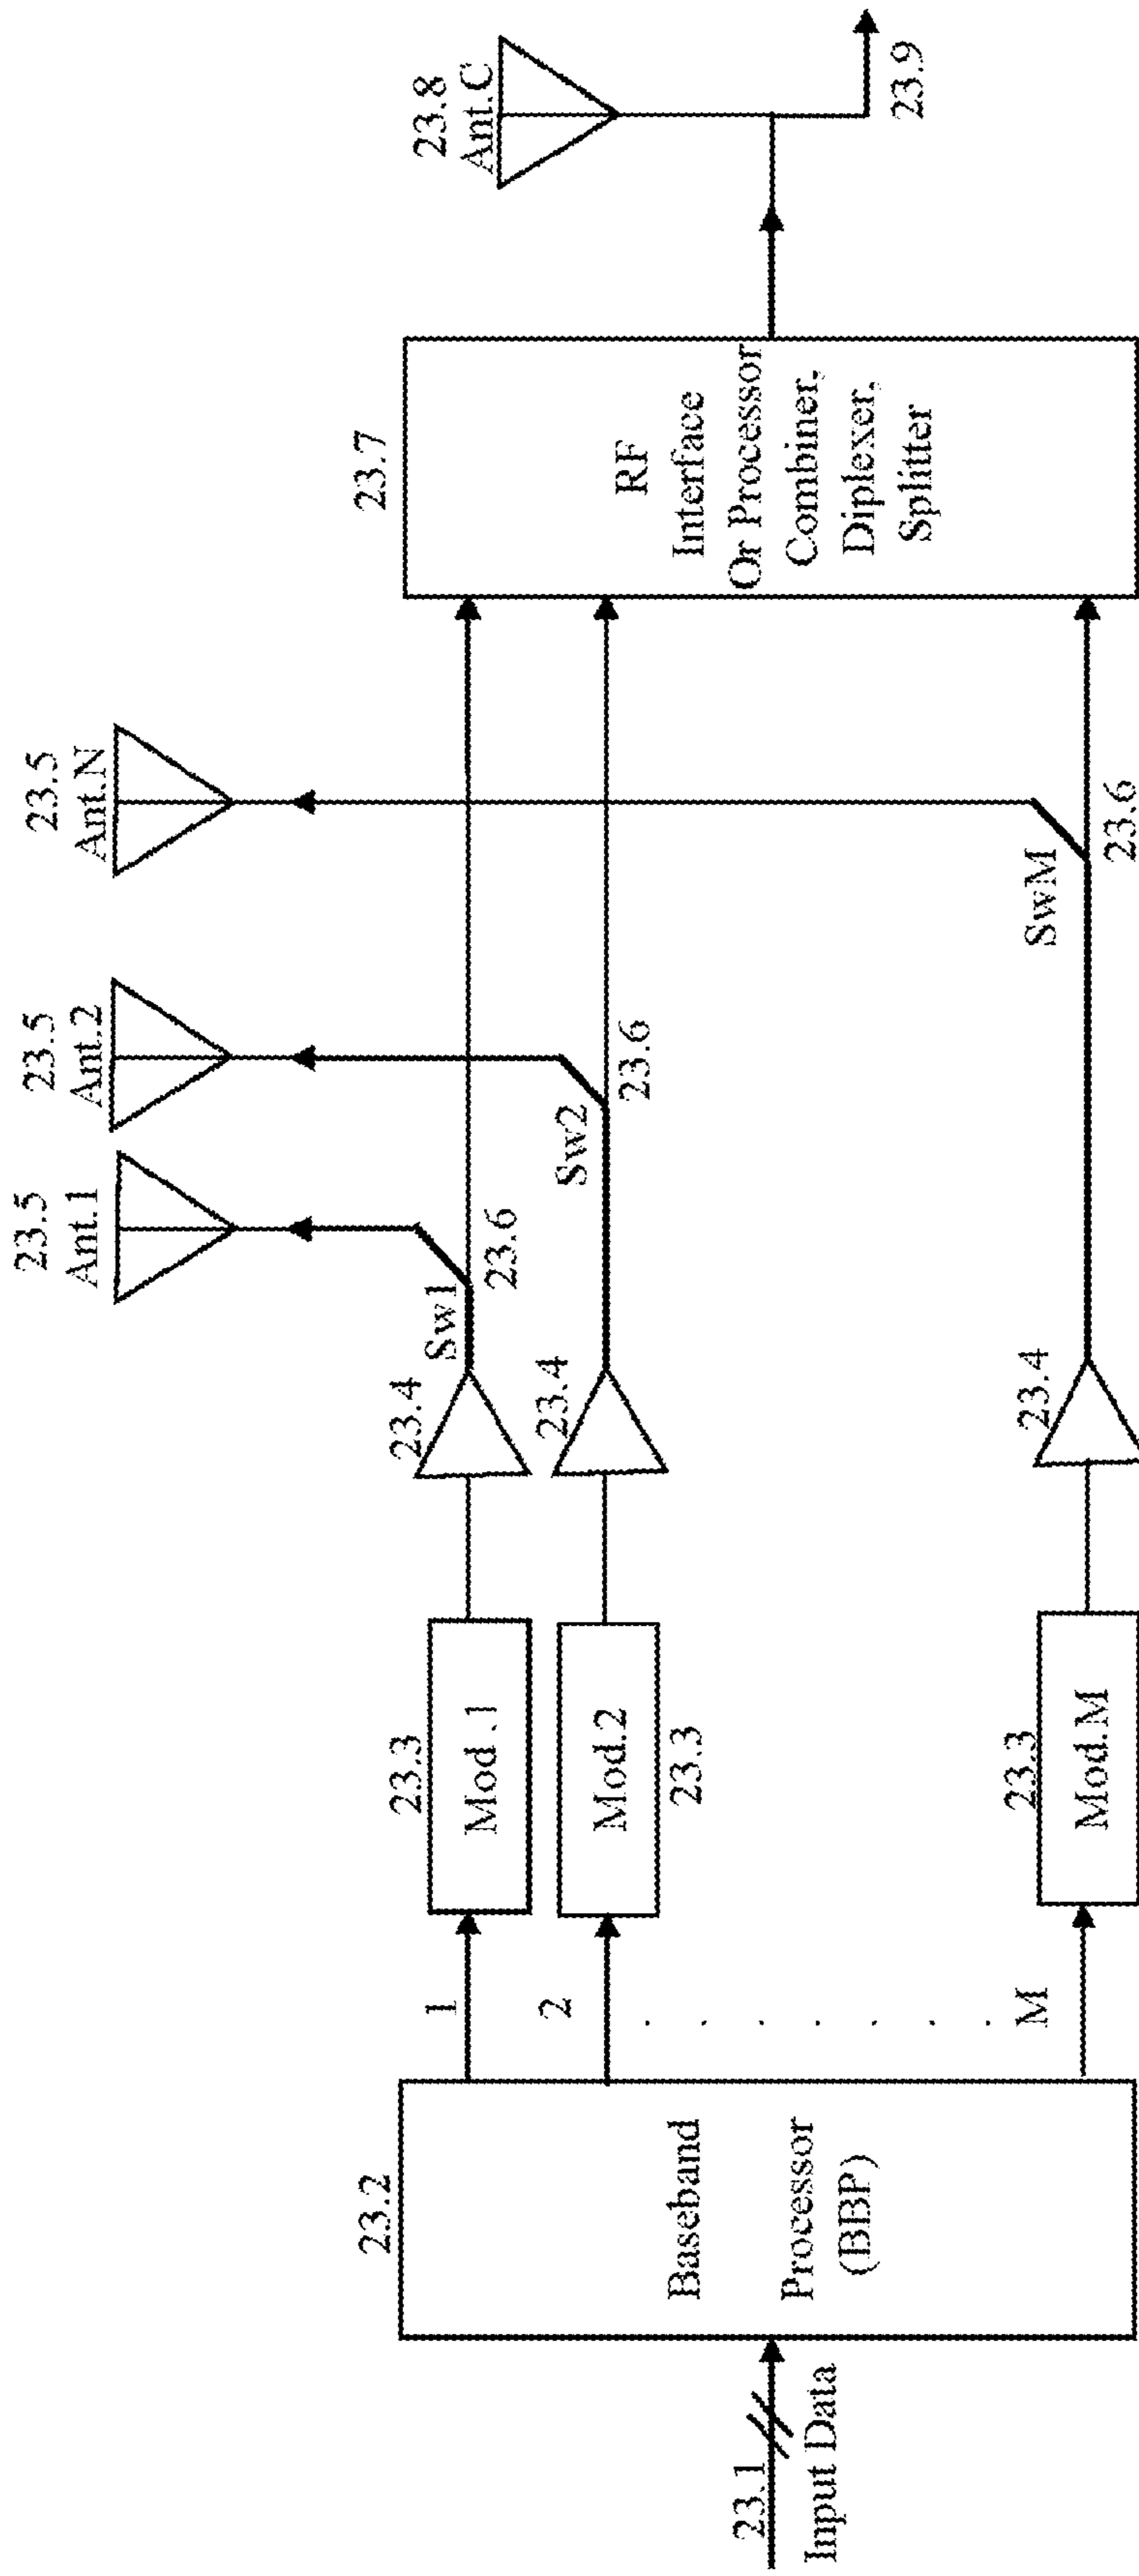 23.1
Input Data
23.2
Baseband
Processor
(BBP)
1
2
. . . . . . .
M
23.3
Mod .1
Mod.2
23.3
23.3
Mod.M
23.4
23.4
23.4
Sw1
23.6
Sw2
23.6
SwM
23.6
23.5
Ant.1
23.5
Ant.2
23.5
Ant.N
23.7
RF
Interface
Or Processor
Combiner,
Diplexer,
Splitter
23.8
Ant.C
23.9